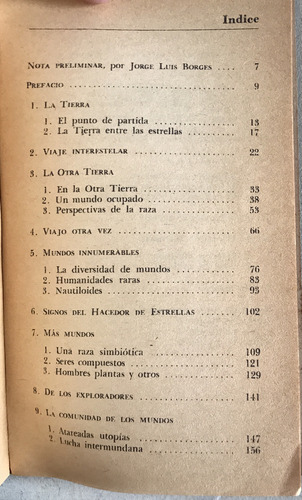 Indice
Nota preliminar, por Jorge Luis Borges .... 7
Prefacio ................................ 9
1. La Tierra
1. El punto de partida .............. 13
2. La Tierra entre las estrellas ...... 17
2. Viaje interestelar ................ 22
3. La Otra Tierra
1. En la Otra Tierra ................ 33
2. Un mundo ocupado ................ 38
3. Perspectivas de la raza ............ 53
4. Viajo otra vez .................... 66
5. Mundos innumerables
1. La diversidad de mundos .......... 76
2. Humanidades raras ................ 83
3. Nautiloides ...................... 93
6. Signos del Hacedor de Estrellas .... 102
7. Más mundos
1. Una raza simbiótica .............. 109
2. Seres compuestos ................ 121
3. Hombres plantas y otros .......... 129
8. De los exploradores ................ 141
9. La comunidad de los mundos
1. Atareadas utopías ................ 147
2. Lucha intermundana .............. 156